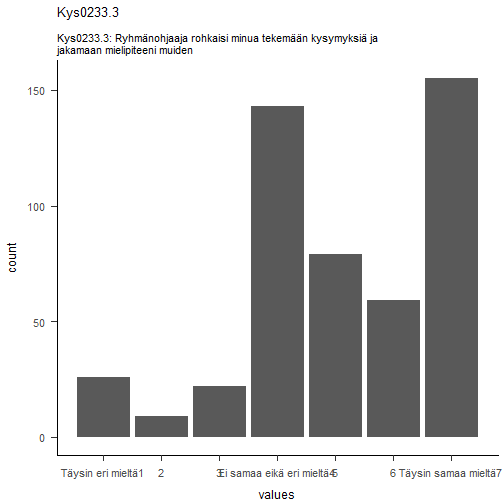 Kys0233.3
Kys0233.3: Ryhmänohjaaja rohkaisi minua tekemään kysymyksiä ja
jakamaan mielipiteeni muiden
count
150
100
50
0
Täysin eri mieltä1 2 3 Ei samaa eikä eri mieltä4 5 6 Täysin samaa mieltä7
values